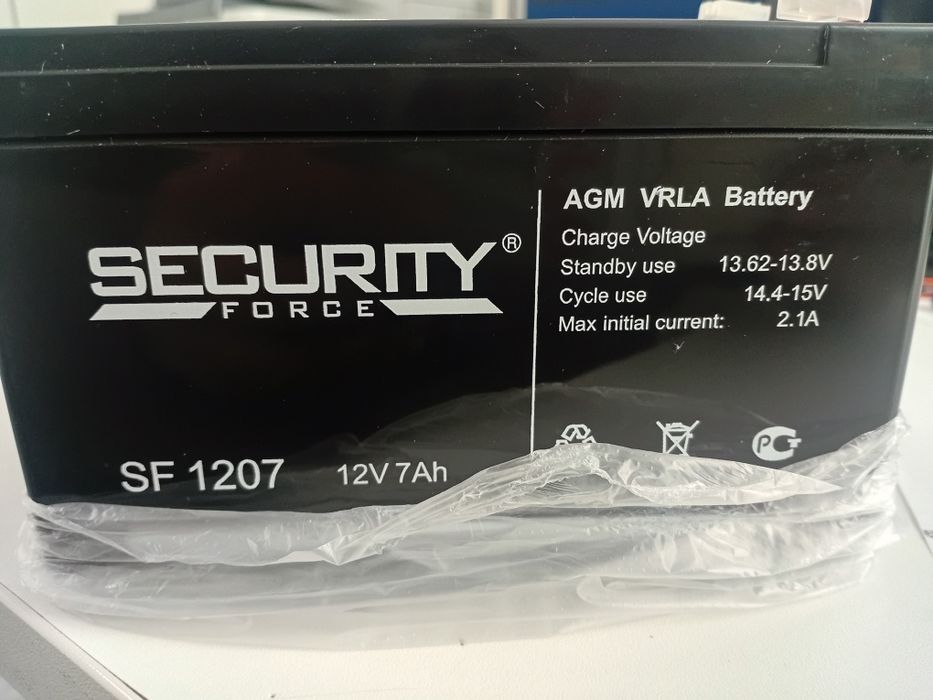 SECURITY®
FORCE
SF 1207 12V 7Ah
AGM VRLA Battery
Charge Voltage
Standby use 13.62-13.8V
Cycle use 14.4-15V
Max initial current: 2.1A
РСТ